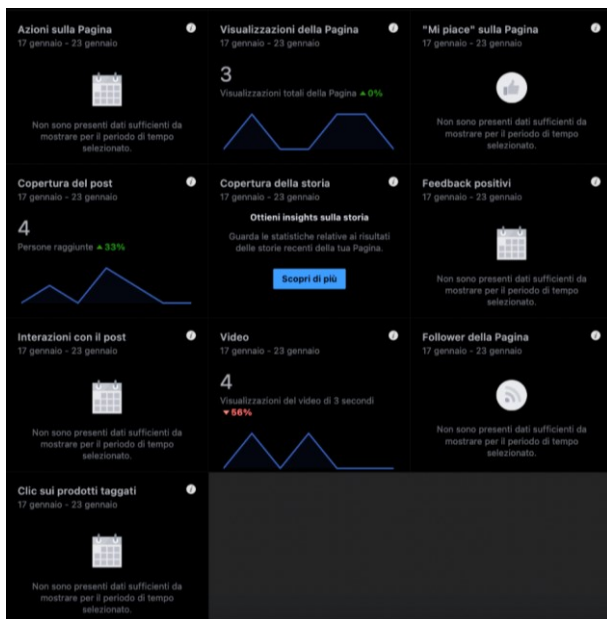 Azioni sulla Pagina
17 gennaio - 23 gennaio
Non sono presenti dati sufficienti da
mostrare per il periodo di tempo
selezionato.
Visualizzazioni della Pagina
17 gennaio - 23 gennaio
3
Visualizzazioni totali della Pagina ▲0%
"Mi piace" sulla Pagina
17 gennaio - 23 gennaio
Non sono presenti dati sufficienti da
mostrare per il periodo di tempo
selezionato.
Copertura del post
17 gennaio - 23 gennaio
4
Persone raggiunte ▲33%
Copertura della storia
17 gennaio - 23 gennaio
Ottieni insights sulla storia
Guarda le statistiche relative ai risultati
delle storie recenti della tua Pagina.
Scopri di più
Feedback positivi
17 gennaio - 23 gennaio
Non sono presenti dati sufficienti da
mostrare per il periodo di tempo
selezionato.
Interazioni con il post
17 gennaio - 23 gennaio
Non sono presenti dati sufficienti da
mostrare per il periodo di tempo
selezionato.
Video
17 gennaio - 23 gennaio
4
Visualizzazioni del video di 3 secondi
▼56%
Follower della Pagina
17 gennaio - 23 gennaio
Non sono presenti dati sufficienti da
mostrare per il periodo di tempo
selezionato.
Clic sui prodotti taggati
17 gennaio - 23 gennaio
Non sono presenti dati sufficienti da
mostrare per il periodo di tempo
selezionato.